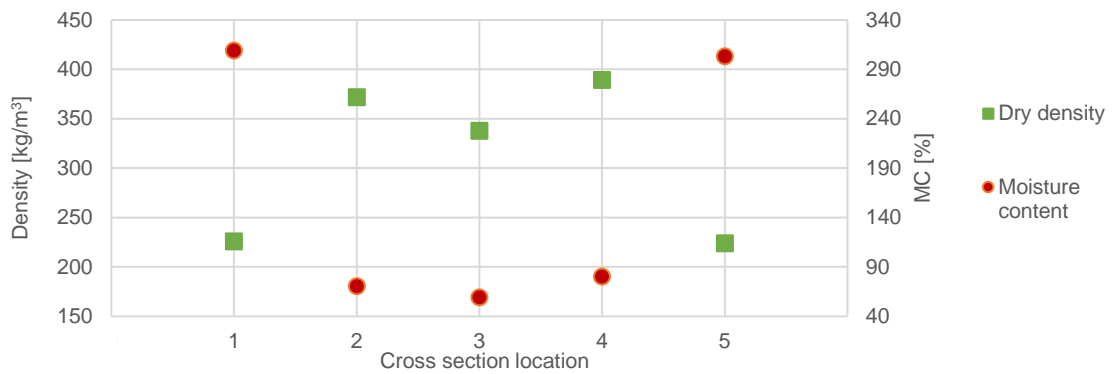 Density [kg/m³]
450
400
350
300
250
200
150
340
290
240
190
140
90
40
MC [%]
1 2 3 4 5
Cross section location
Dry density
Moisture
content